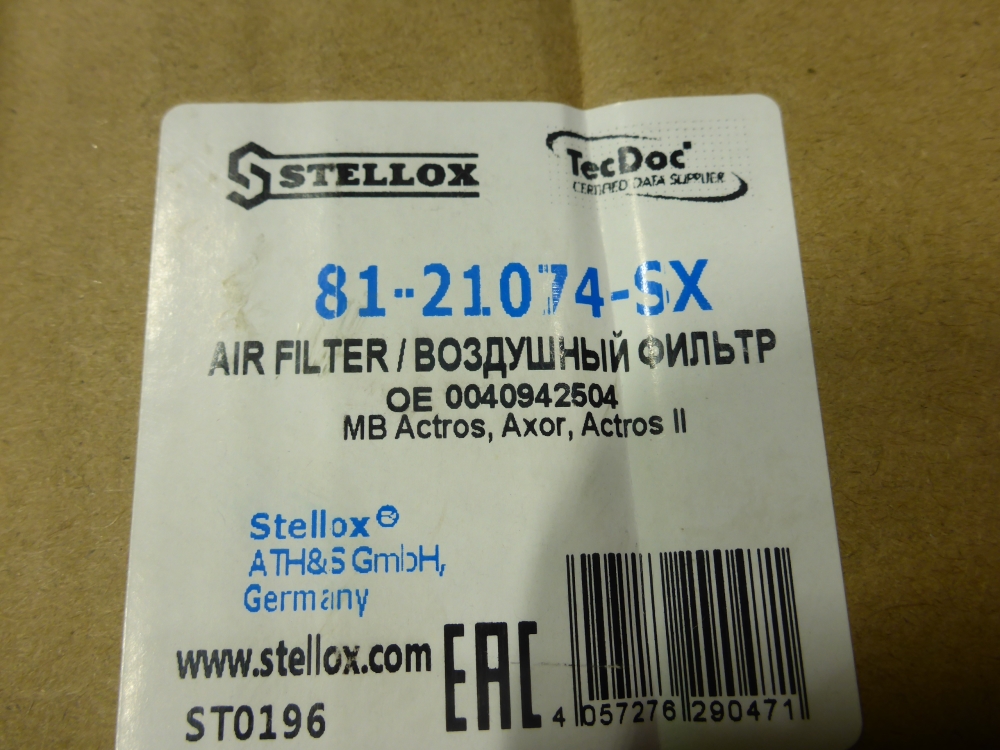 STELLOX
TecDoc
CERTIFIED DATA SUPPLIER
81-21074-SX
AIR FILTER / ВОЗДУШНЫЙ ФИЛЬТР
OE 0040942504
MB Actros, Axor, Actros II
Stellox®
ATH&S GmbH,
Germany
www.stellox.com
EAC
ST0196
4 057276 290471